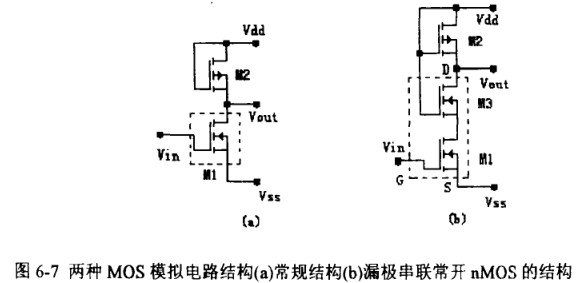 Vdd
M2
Vout
Vin
M1
Vss
(a)
Vdd
M2
D
Vout
M3
Vin
M1
G
S
Vss
(b)
图 6-7 两种 MOS 模拟电路结构(a)常规结构(b)漏极串联常开 nMOS 的结构